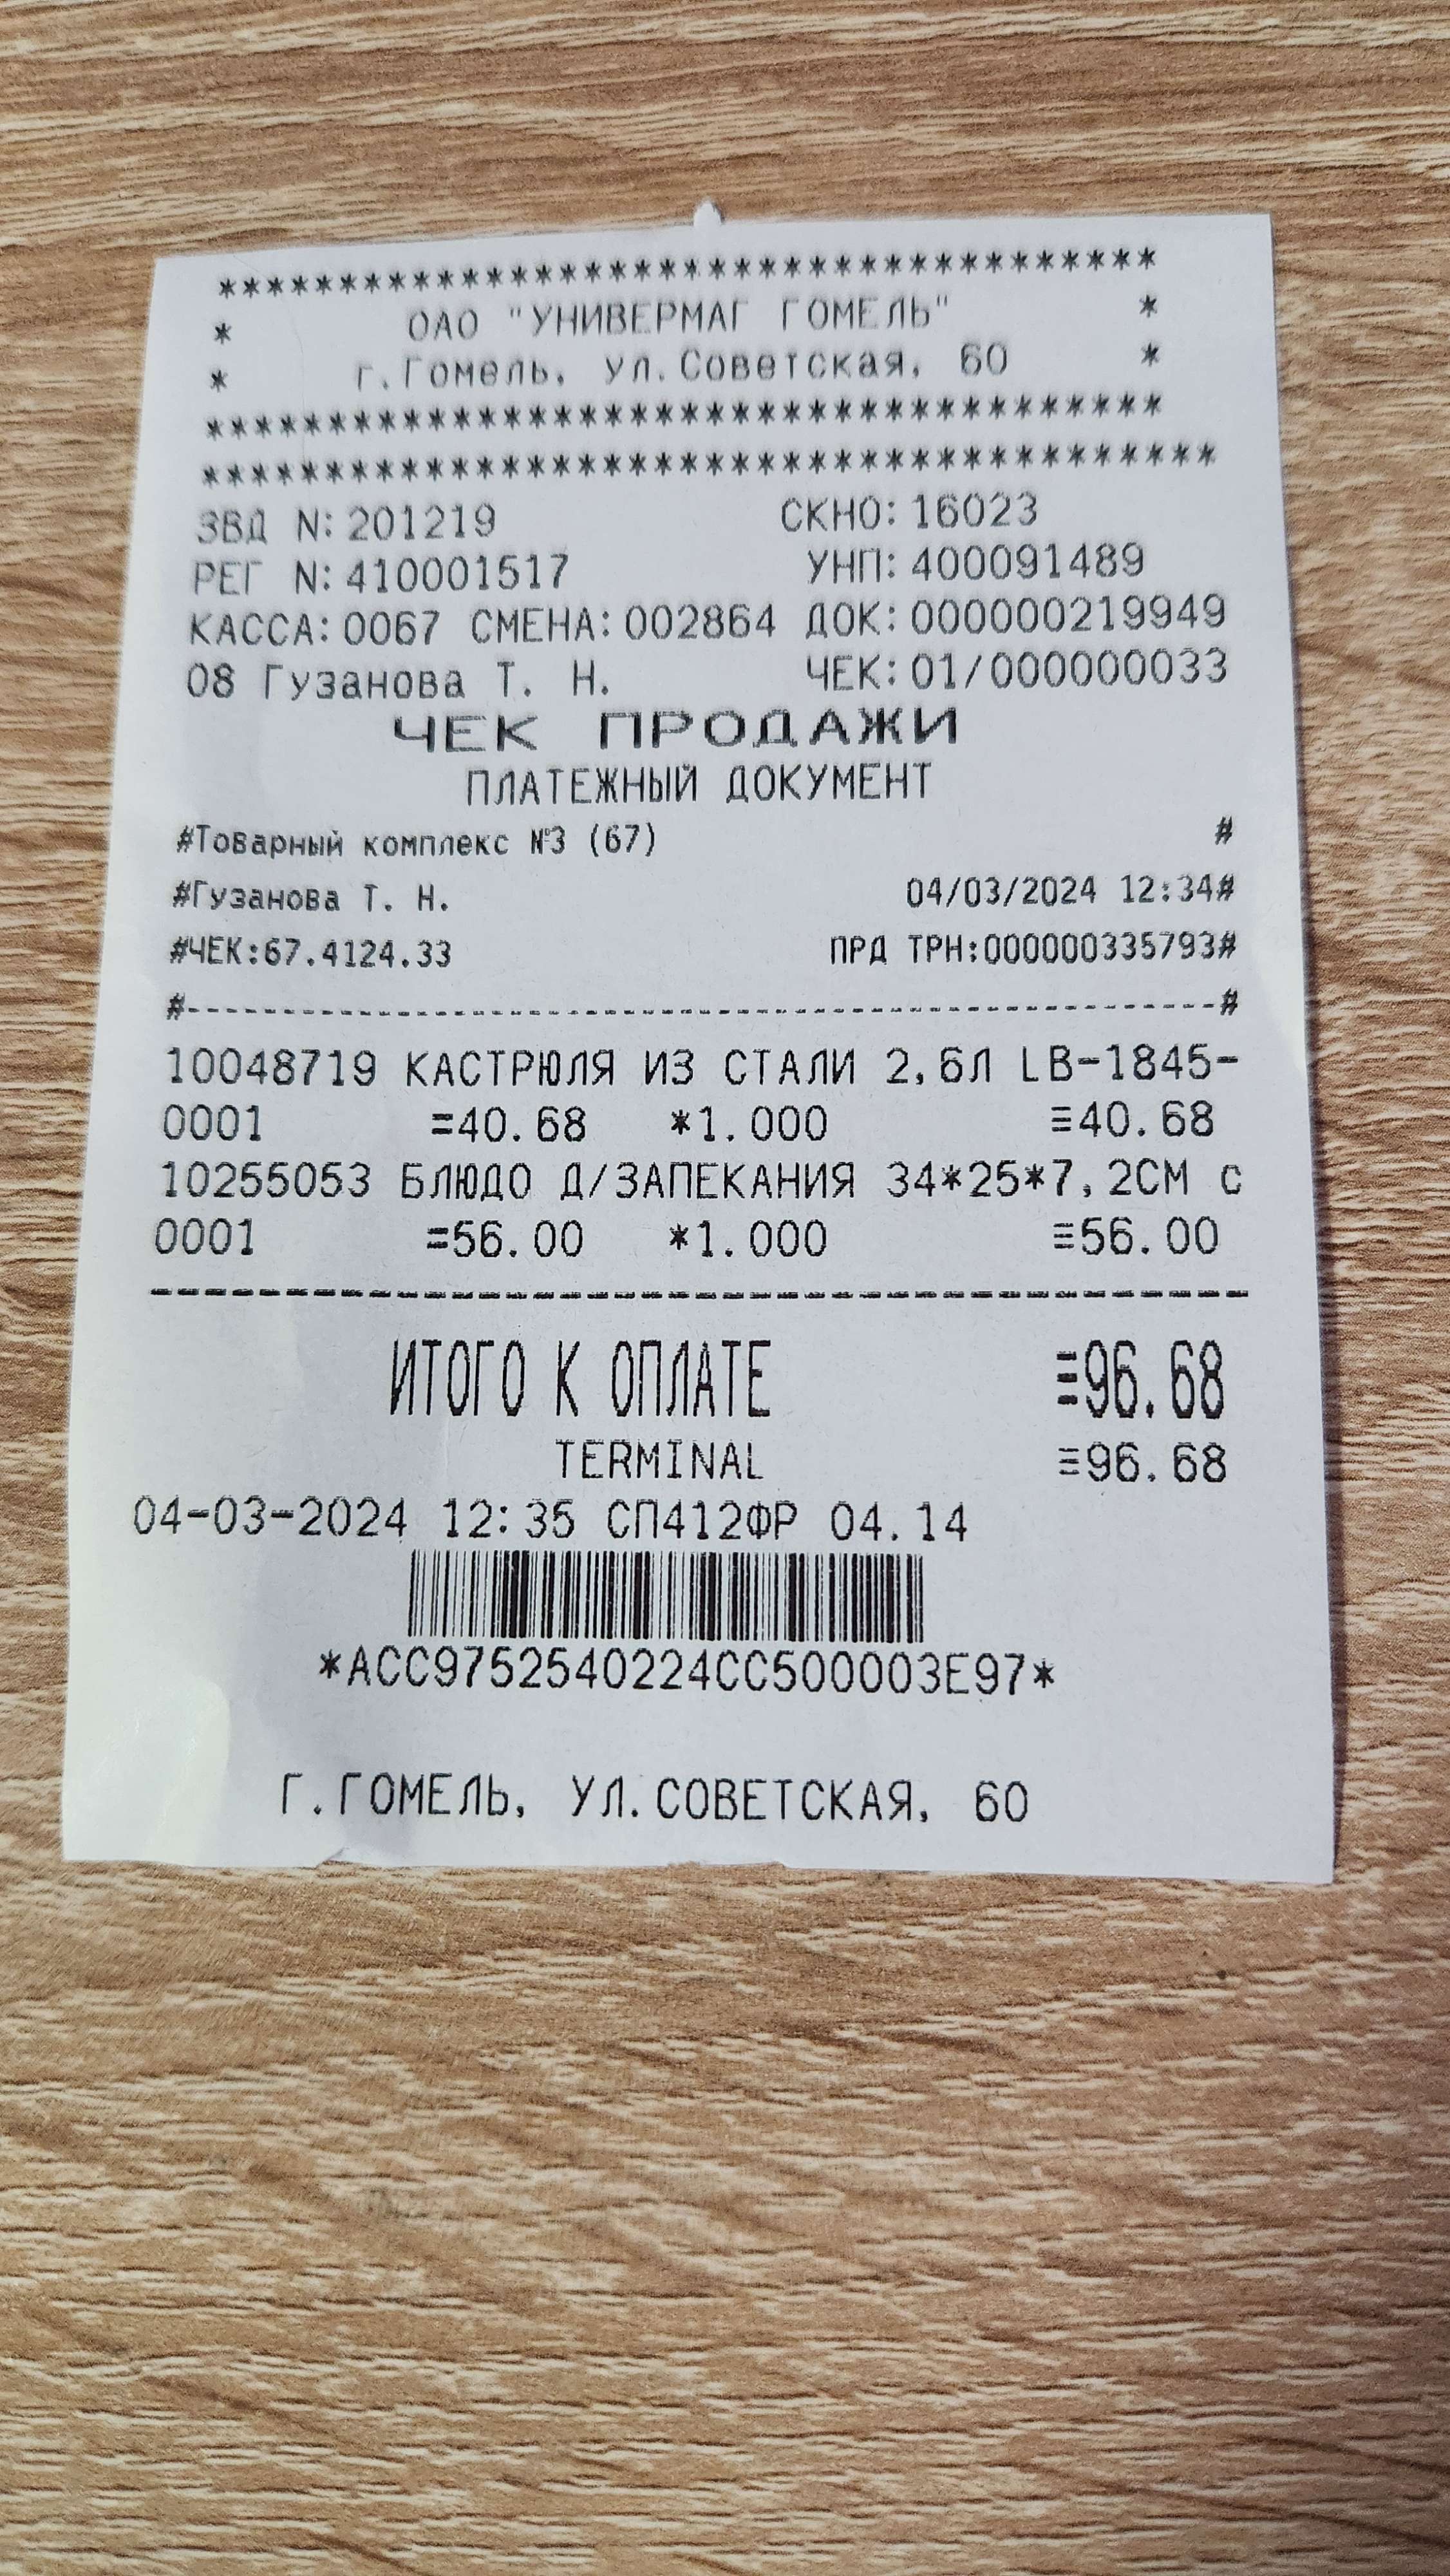 ***************************************
* ОАО "УНИВЕРМАГ ГОМЕЛЬ" *
* г.Гомель, ул.Советская, 60 *
***************************************
*****************************************
ЗВД N:201219 СКНО:16023
РЕГ N:410001517 УНП:400091489
КАССА:0067 СМЕНА:002864 ДОК:000000219949
08 Гузанова Т. Н. ЧЕК:01/000000033
ЧЕК ПРОДАЖИ
ПЛАТЕЖНЫЙ ДОКУМЕНТ
#Товарный комплекс №3 (67) #
#Гузанова Т. Н. 04/03/2024 12:34#
#ЧЕК:67.4124.33 ПРД ТРН:000000335793#
#------------------------------------------------#
10048719 КАСТРЮЛЯ ИЗ СТАЛИ 2,6Л LB-1845-
0001 =40.68 *1.000 ≡40.68
10255053 БЛЮДО Д/ЗАПЕКАНИЯ 34*25*7,2СМ С
0001 =56.00 *1.000 ≡56.00
----------------------------------------
ИТОГО К ОПЛАТЕ ≡96.68
TERMINAL ≡96.68
04-03-2024 12:35 СП412ФР 04.14
*ACC9752540224CC500003E97*
Г.ГОМЕЛЬ, УЛ.СОВЕТСКАЯ, 60